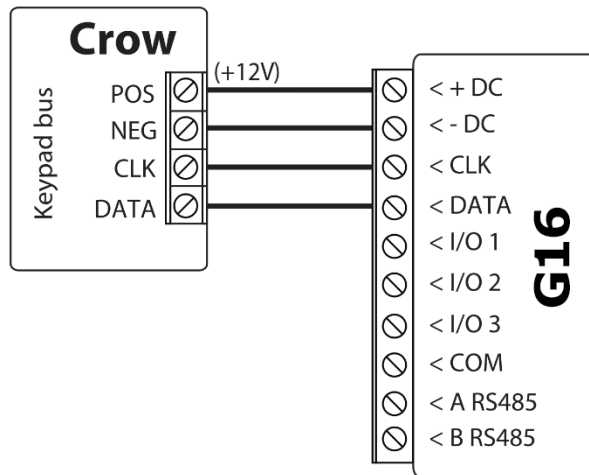 Crow
Keypad bus
(+12V)
POS
NEG
CLK
DATA
< + DC
< - DC
< CLK
< DATA
< I/O 1
< I/O 2
< I/O 3
< COM
< A RS485
< B RS485
G16